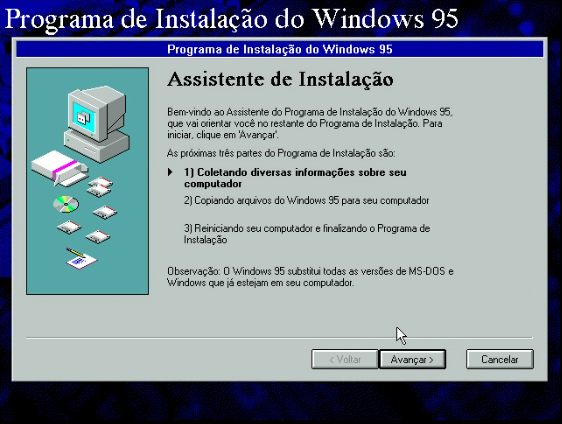 Programa de Instalação do Windows 95
Programa de Instalação do Windows 95
Assistente de Instalação
Bem-vindo ao Assistente do Programa de Instalação do Windows 95,
que vai orientar você no restante do Programa de Instalação. Para
iniciar, clique em 'Avançar'.
As próximas três partes do Programa de Instalação são:
1) Coletando diversas informações sobre seu
computador
2) Copiando arquivos do Windows 95 para seu computador
3) Reiniciando seu computador e finalizando o Programa de
Instalação
Observação: O Windows 95 substitui todas as versões de MS-DOS e
Windows que já estejam em seu computador.
< Voltar
Avançar >
Cancelar